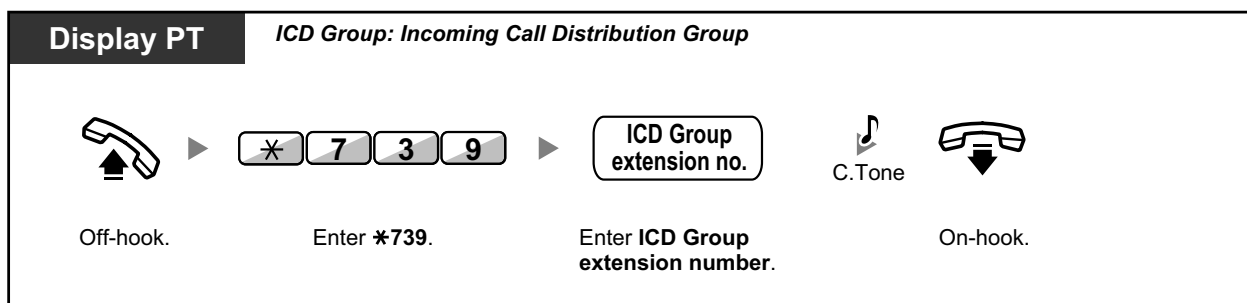 Display PT
ICD Group: Incoming Call Distribution Group
✳ 7 3 9
ICD Group
extension no.
C.Tone
Off-hook.
Enter ✳739.
Enter ICD Group
extension number.
On-hook.